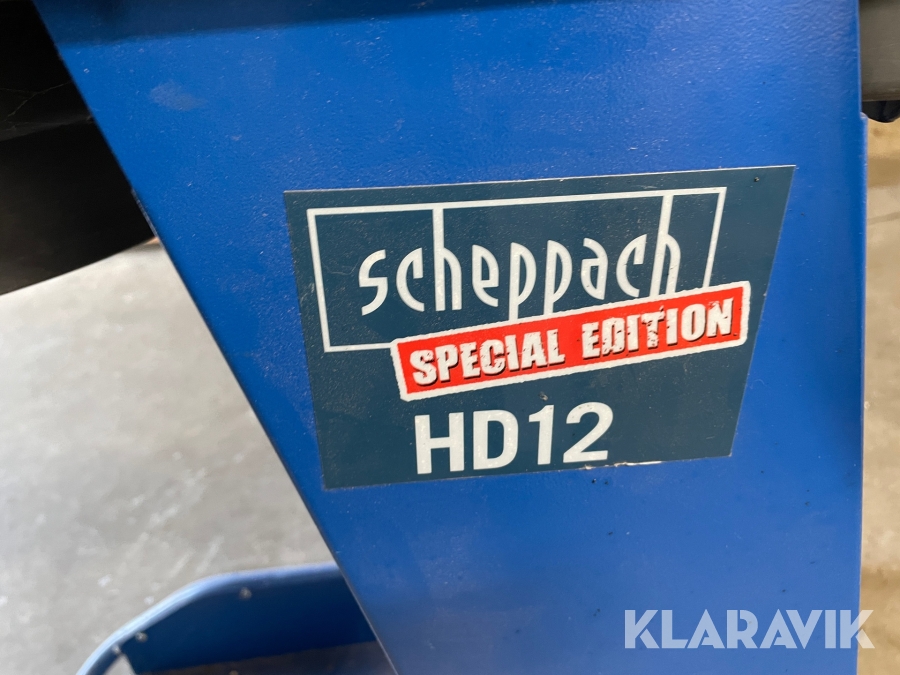 scheppach
SPECIAL EDITION
HD12
KLARAVIK